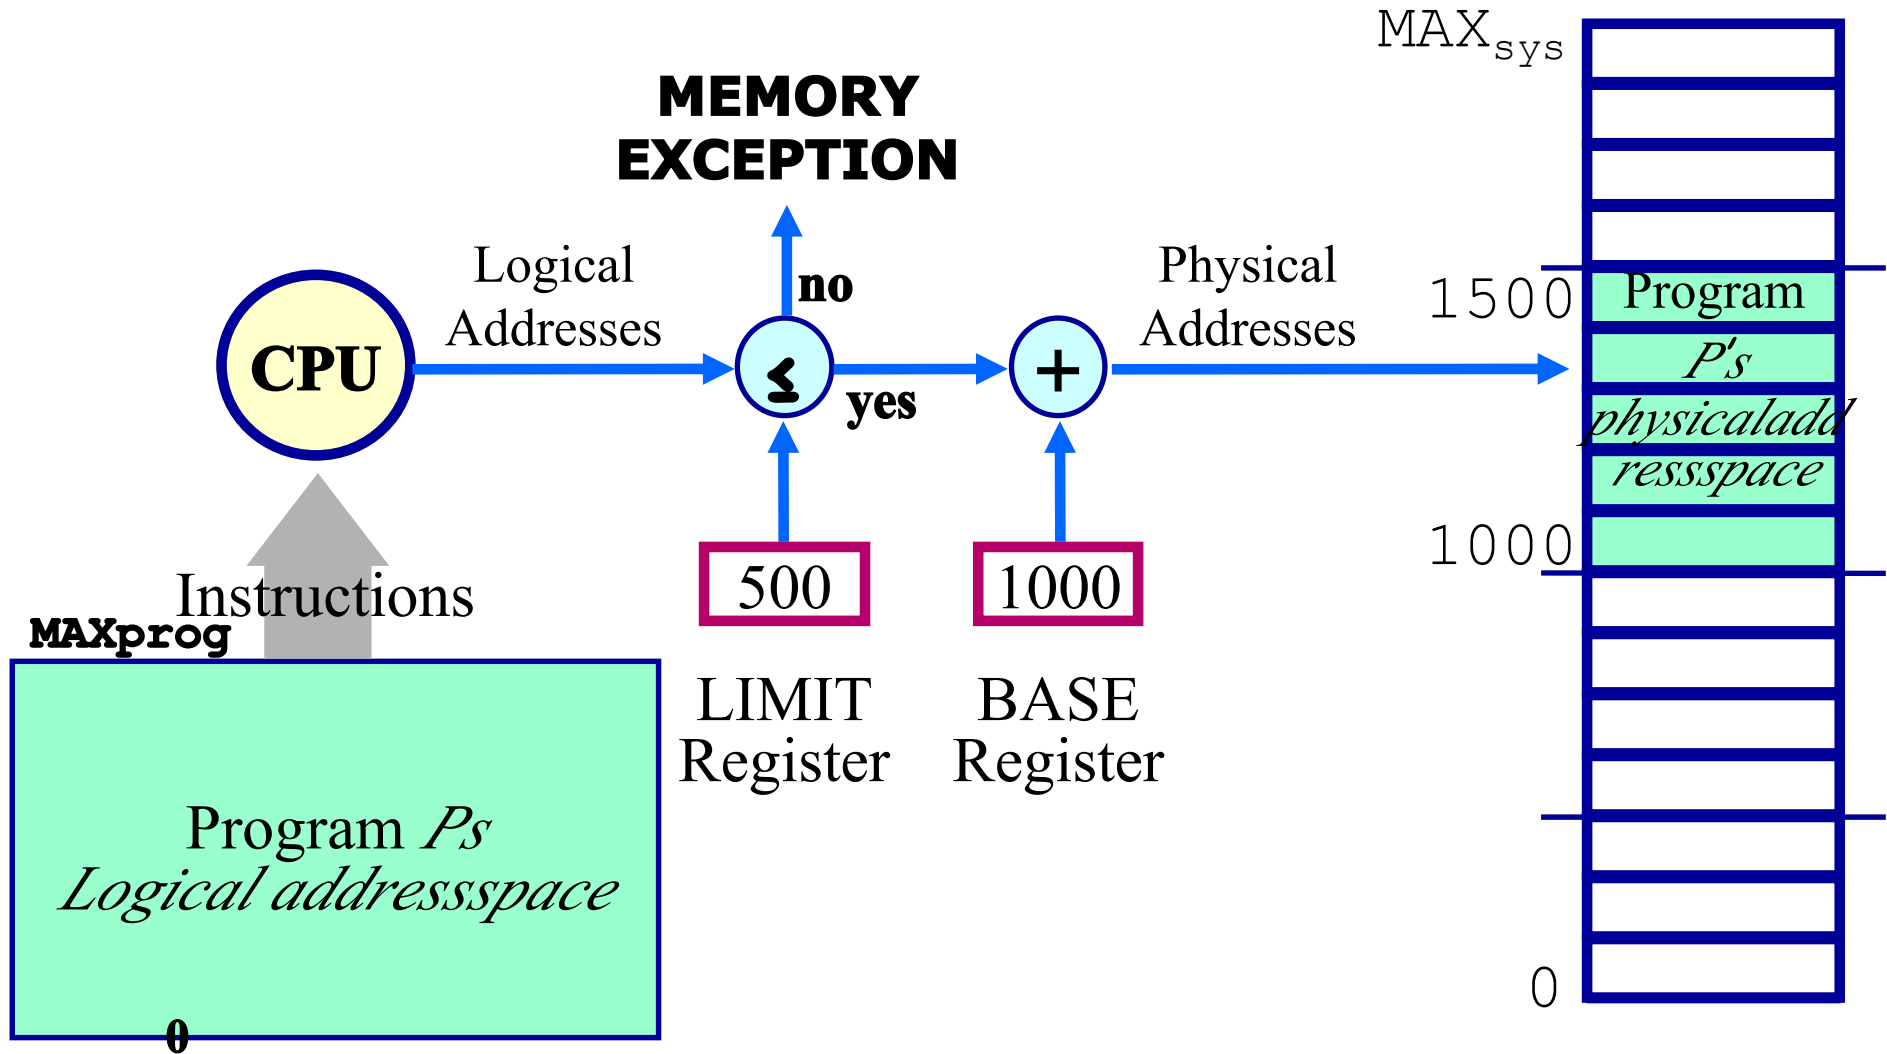 MAXsys
MEMORY
EXCEPTION
Logical
Addresses
no
Physical
Addresses
CPU
≤
yes
+
1500
Program
P's
physicaladd
ressspace
1000
Instructions
500
1000
MAXprog
LIMIT
Register
BASE
Register
Program Ps
Logical addressspace
0
0